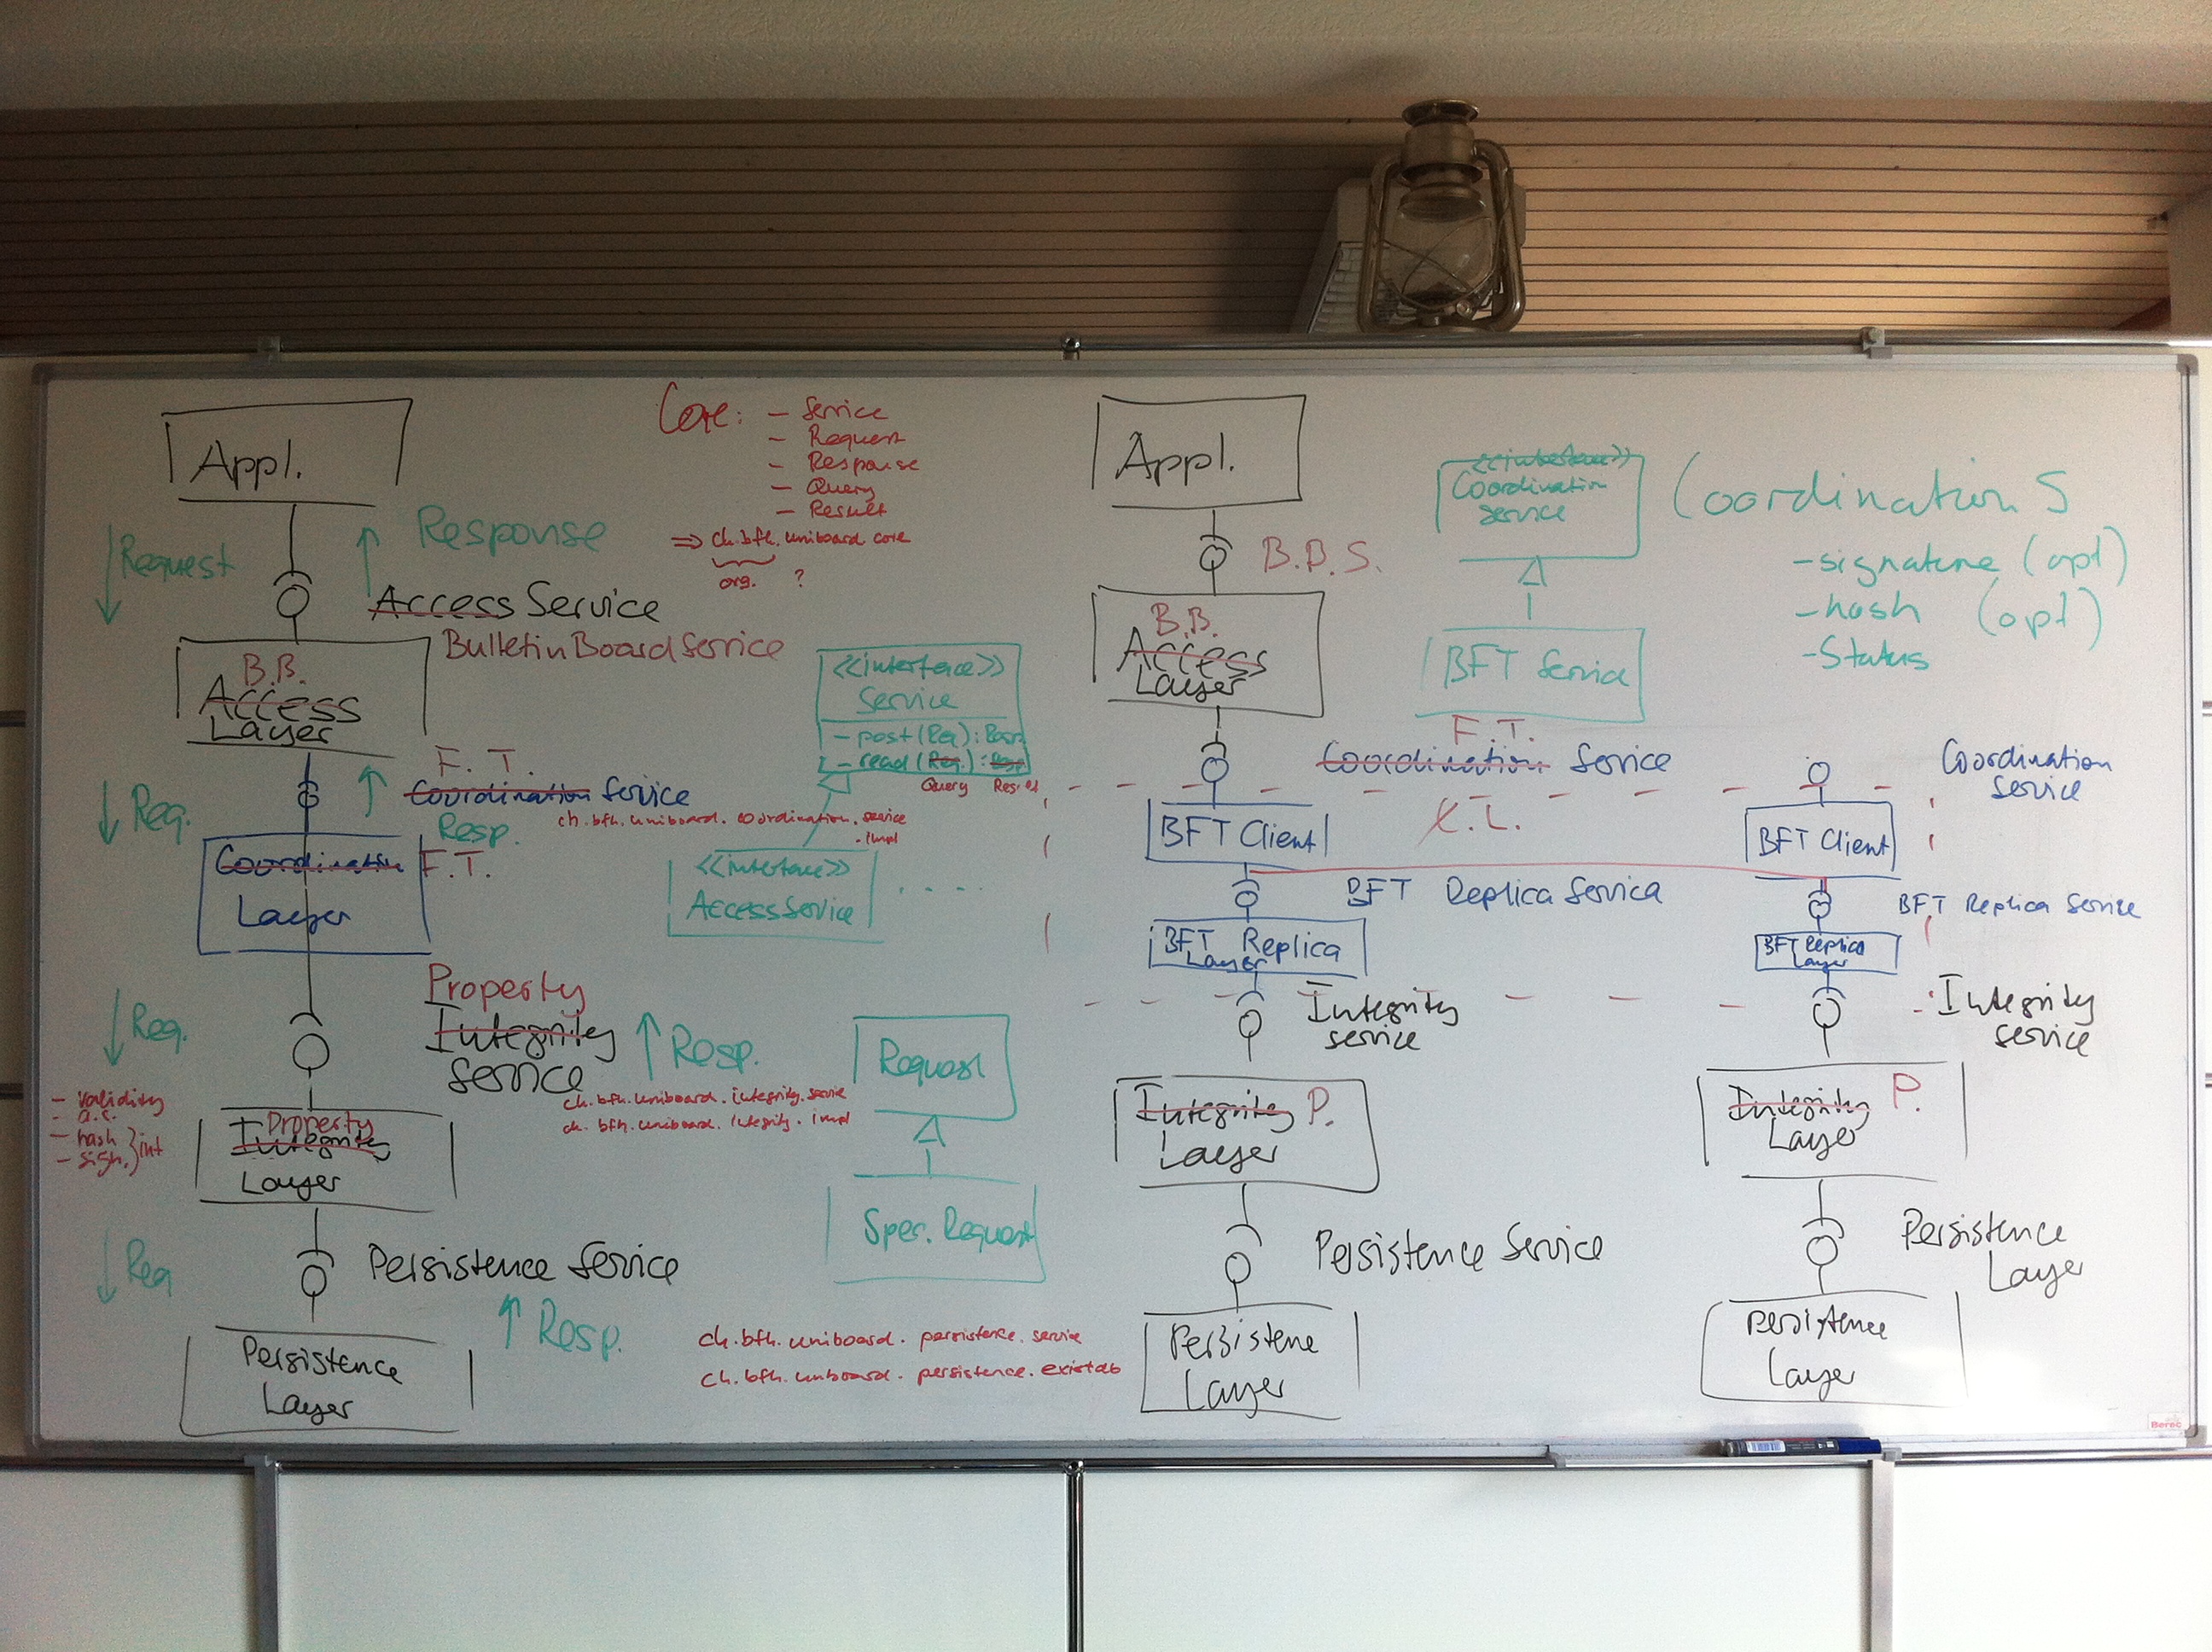 Appl.
↓ Request
↑ Response
Access Service
BulletinBoardService
B.B.
Access
Layer
F.T.
Coordination Service
↓ Req.
↑ Resp.
ch.bfh.uniboard.coordination.service
.impl
Coordination F.T.
Layer
Property
Integrity
Service
↓ Req.
↑ Resp.
ch.bfh.uniboard.integrity.service
ch.bfh.uniboard.integrity.impl
- validity
- a.c.
- hash
- sign. } int
Property
Integrity
Layer
↓ Req
Persistence Service
↑ Resp.
Persistence
Layer
ch.bfh.uniboard.persistence.service
ch.bfh.uniboard.persistence.existdb
Core: - Service
- Request
- Response
- Query
- Result
⇒ ch.bfh.uniboard core
org. ?
<<interface>>
Service
- post(Req): Resp.
- read(Req.): Resp
Query
<<interface>>
AccessService
....
Request
Spec. Request
Appl.
B.B.S.
B.B.
Access
Layer
F.T.
Coordination Service
BFT Client
BFT Replica Service
BFT Replica
Layer
Integrity
service
Integrity P.
Layer
Persistence Service
Persistene
Layer
<<interface>>
Coordination
Service
BFT Service
Coordination S
- signature (opt)
- hash (opt)
- Status
Coordination
Service
BFT Client
BFT Replica Service
BFT Replica
Layer
Integrity
service
Integrity P.
Layer
Persistence
Layer
Persistence
Layer
Berec